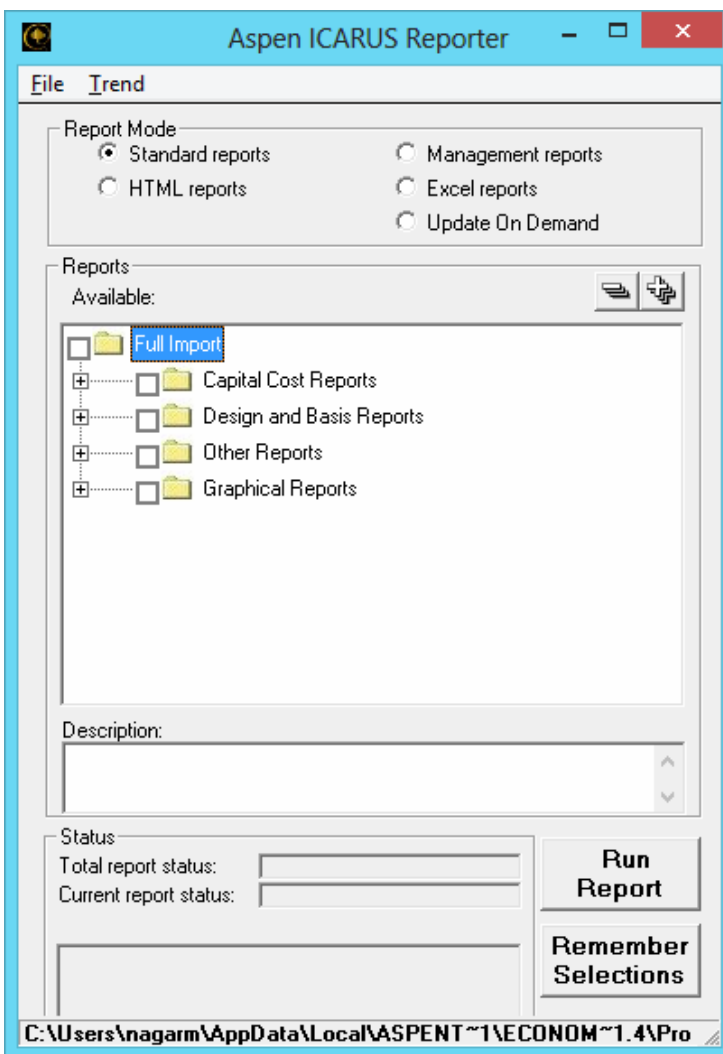 Aspen ICARUS Reporter
File Trend
Report Mode
Standard reports Management reports
HTML reports Excel reports
Update On Demand
Reports
Available:
Full Import
Capital Cost Reports
Design and Basis Reports
Other Reports
Graphical Reports
Description:
Status
Total report status:
Current report status:
Run
Report
Remember
Selections
C:\Users\nagarm\AppData\Local\ASPENT~1\ECONOM~1.4\Pro